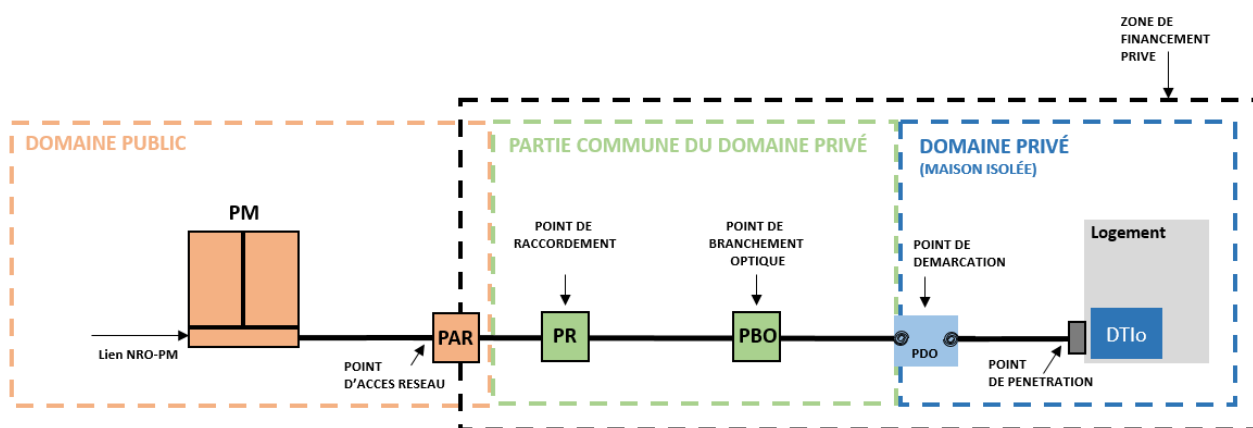 ZONE DE
FINANCEMENT
PRIVE
DOMAINE PUBLIC
PARTIE COMMUNE DU DOMAINE PRIVÉ
DOMAINE PRIVÉ
(MAISON ISOLÉE)
PM
POINT DE
RACCORDEMENT
POINT DE
BRANCHEMENT
OPTIQUE
POINT DE
DEMARCATION
Logement
Lien NRO-PM
PAR
PR
PBO
PDO
DTIo
POINT
D'ACCES RESEAU
POINT
DE PENETRATION